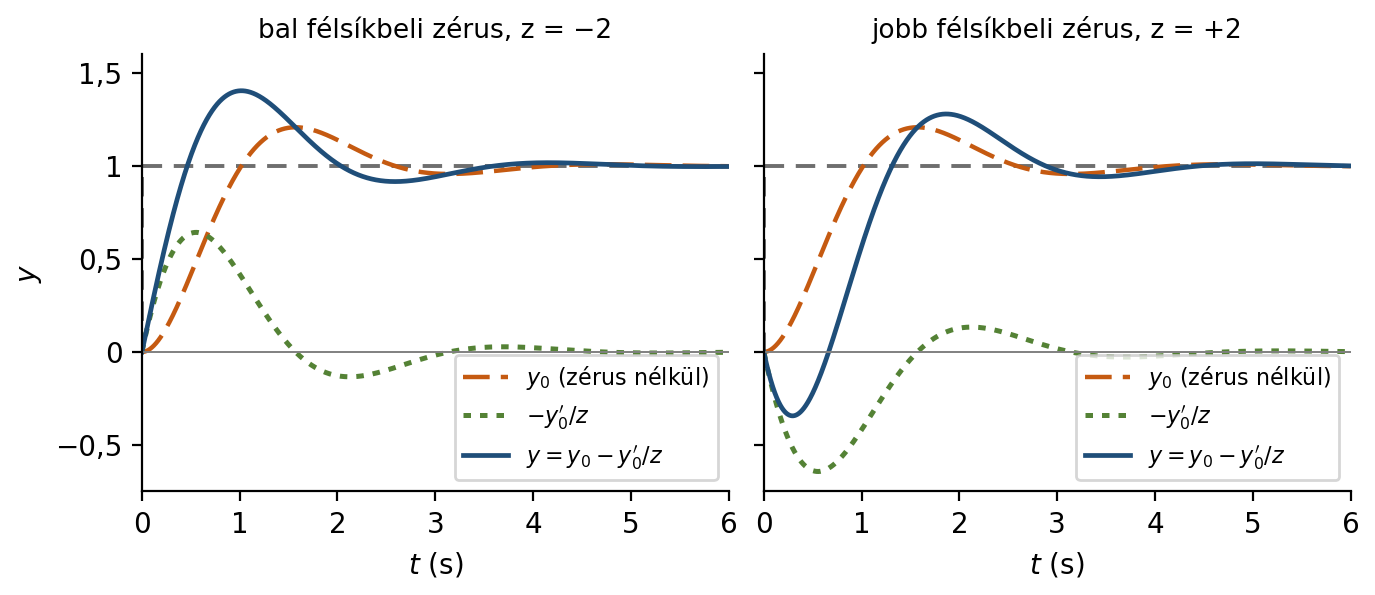 bal félsíkbeli zérus, z = −2
jobb félsíkbeli zérus, z = +2
1,5
1
0,5
0
−0,5
y
y₀ (zérus nélkül)
−y₀′/z
y = y₀ − y₀′/z
y₀ (zérus nélkül)
−y₀′/z
y = y₀ − y₀′/z
0 1 2 3 4 5 6
0 1 2 3 4 5 6
t (s)
t (s)